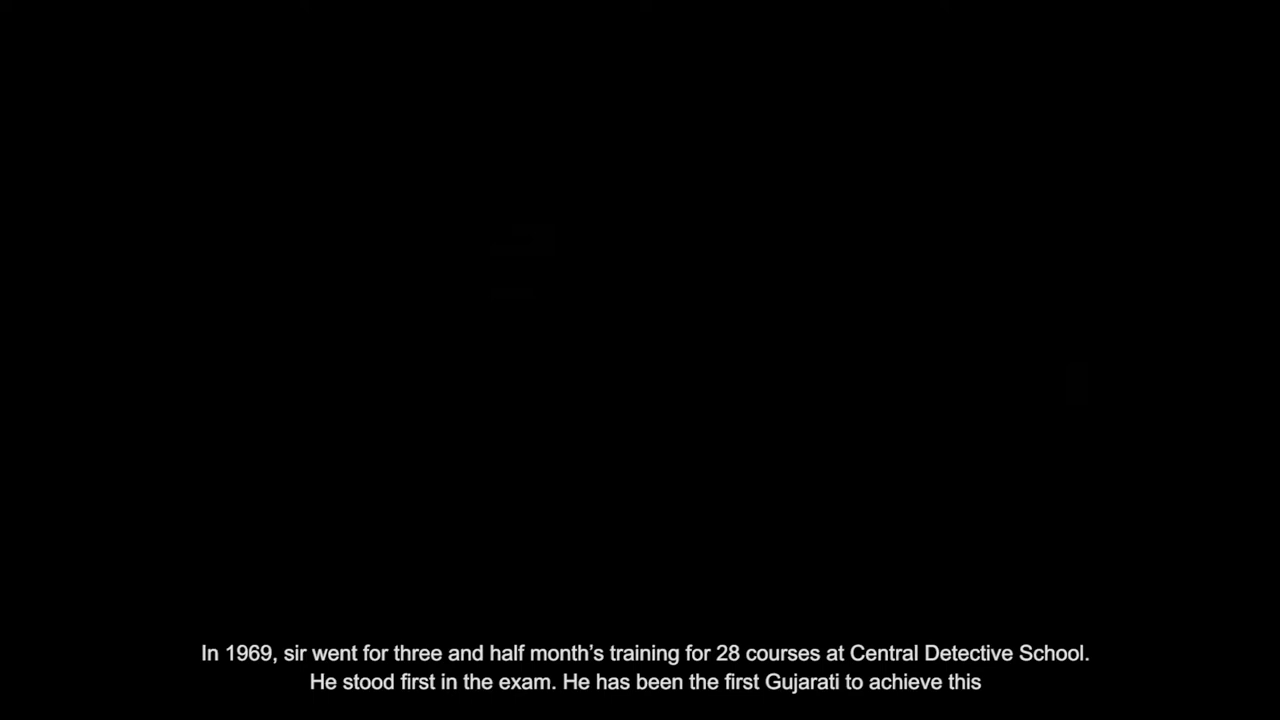 In 1969, sir went for three and half month's training for 28 courses at Central Detective School.
He stood first in the exam. He has been the first Gujarati to achieve this